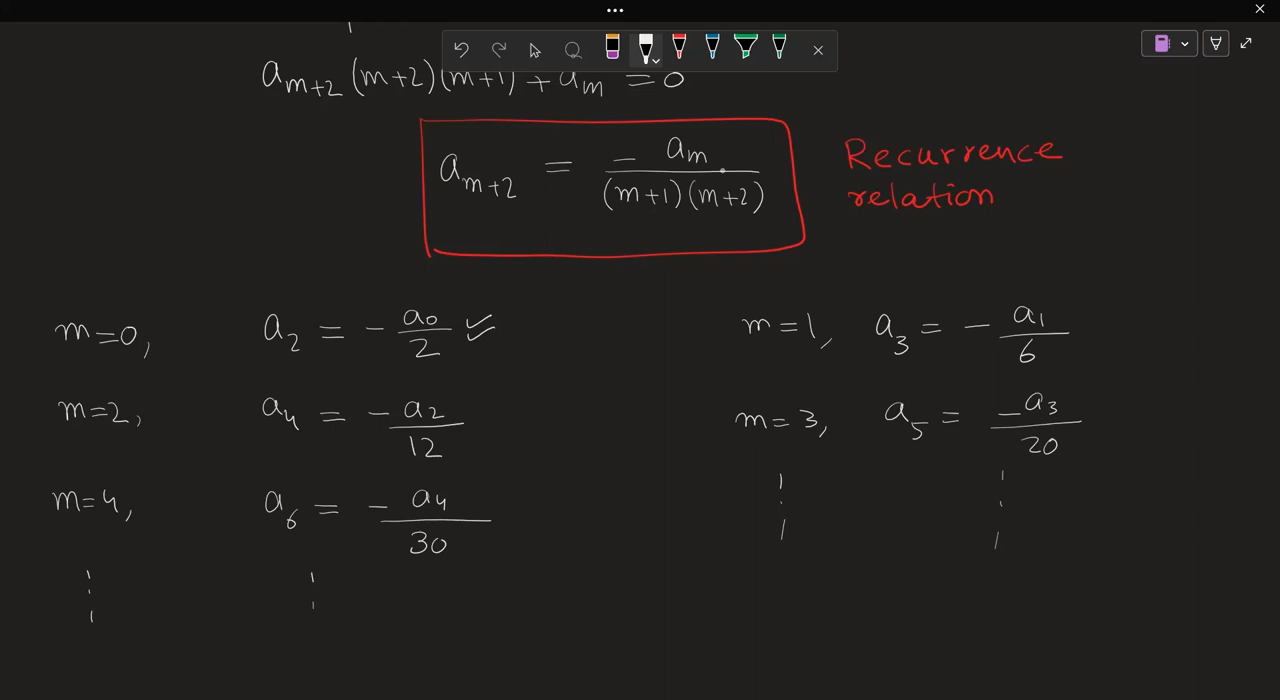 a_{m+2} (m+2)(m+1) + a_m = 0
a_{m+2} = - a_m / (m+1)(m+2)
Recurrence
relation
m=0, a_2 = - a_0 / 2 ✓
m=2, a_4 = - a_2 / 12
m=4, a_6 = - a_4 / 30
m=1, a_3 = - a_1 / 6
m=3, a_5 = - a_3 / 20